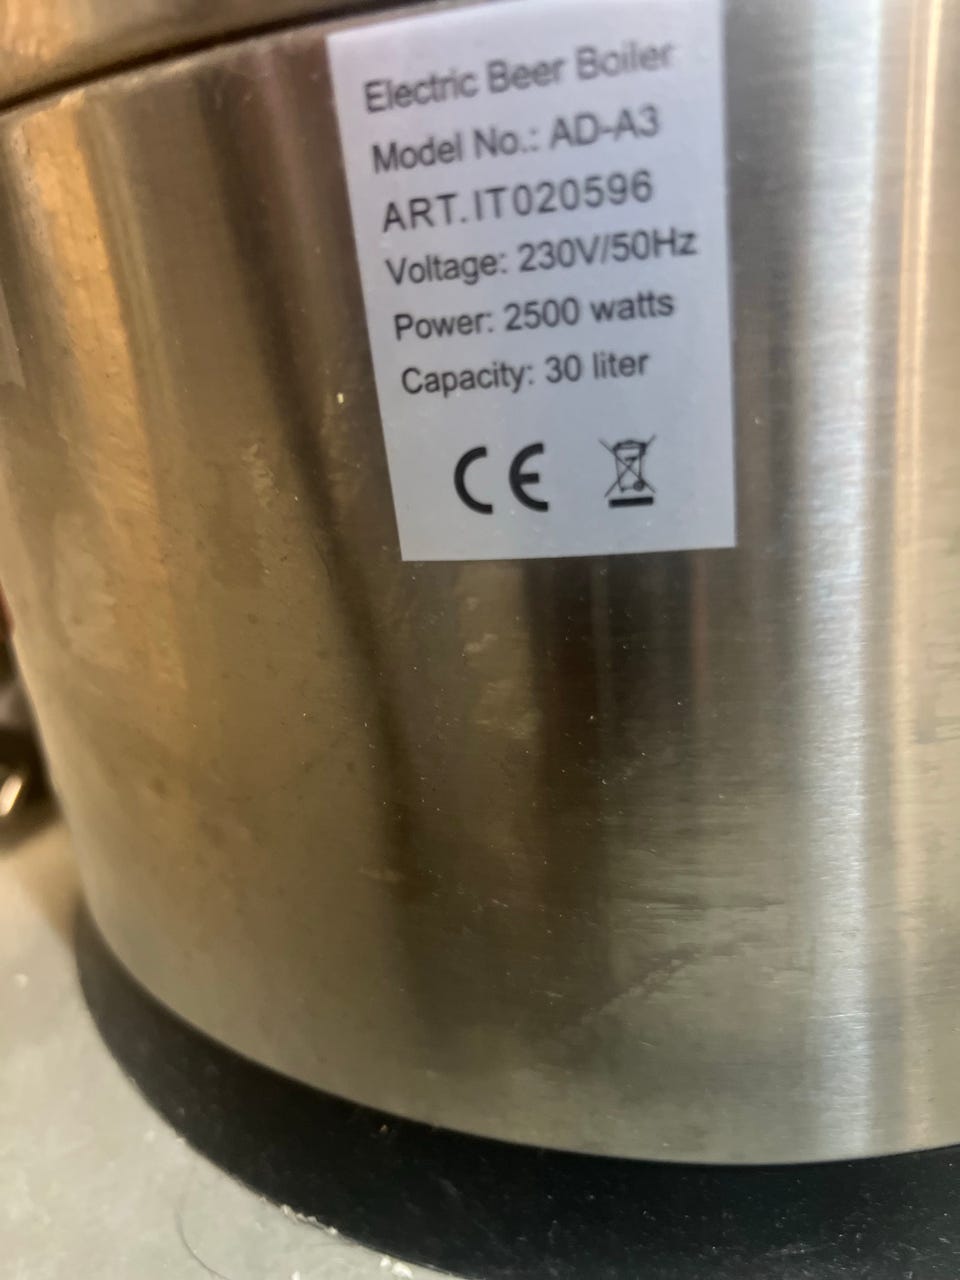 Electric Beer Boiler
Model No.: AD-A3
ART.IT020596
Voltage: 230V/50Hz
Power: 2500 watts
Capacity: 30 liter
CE